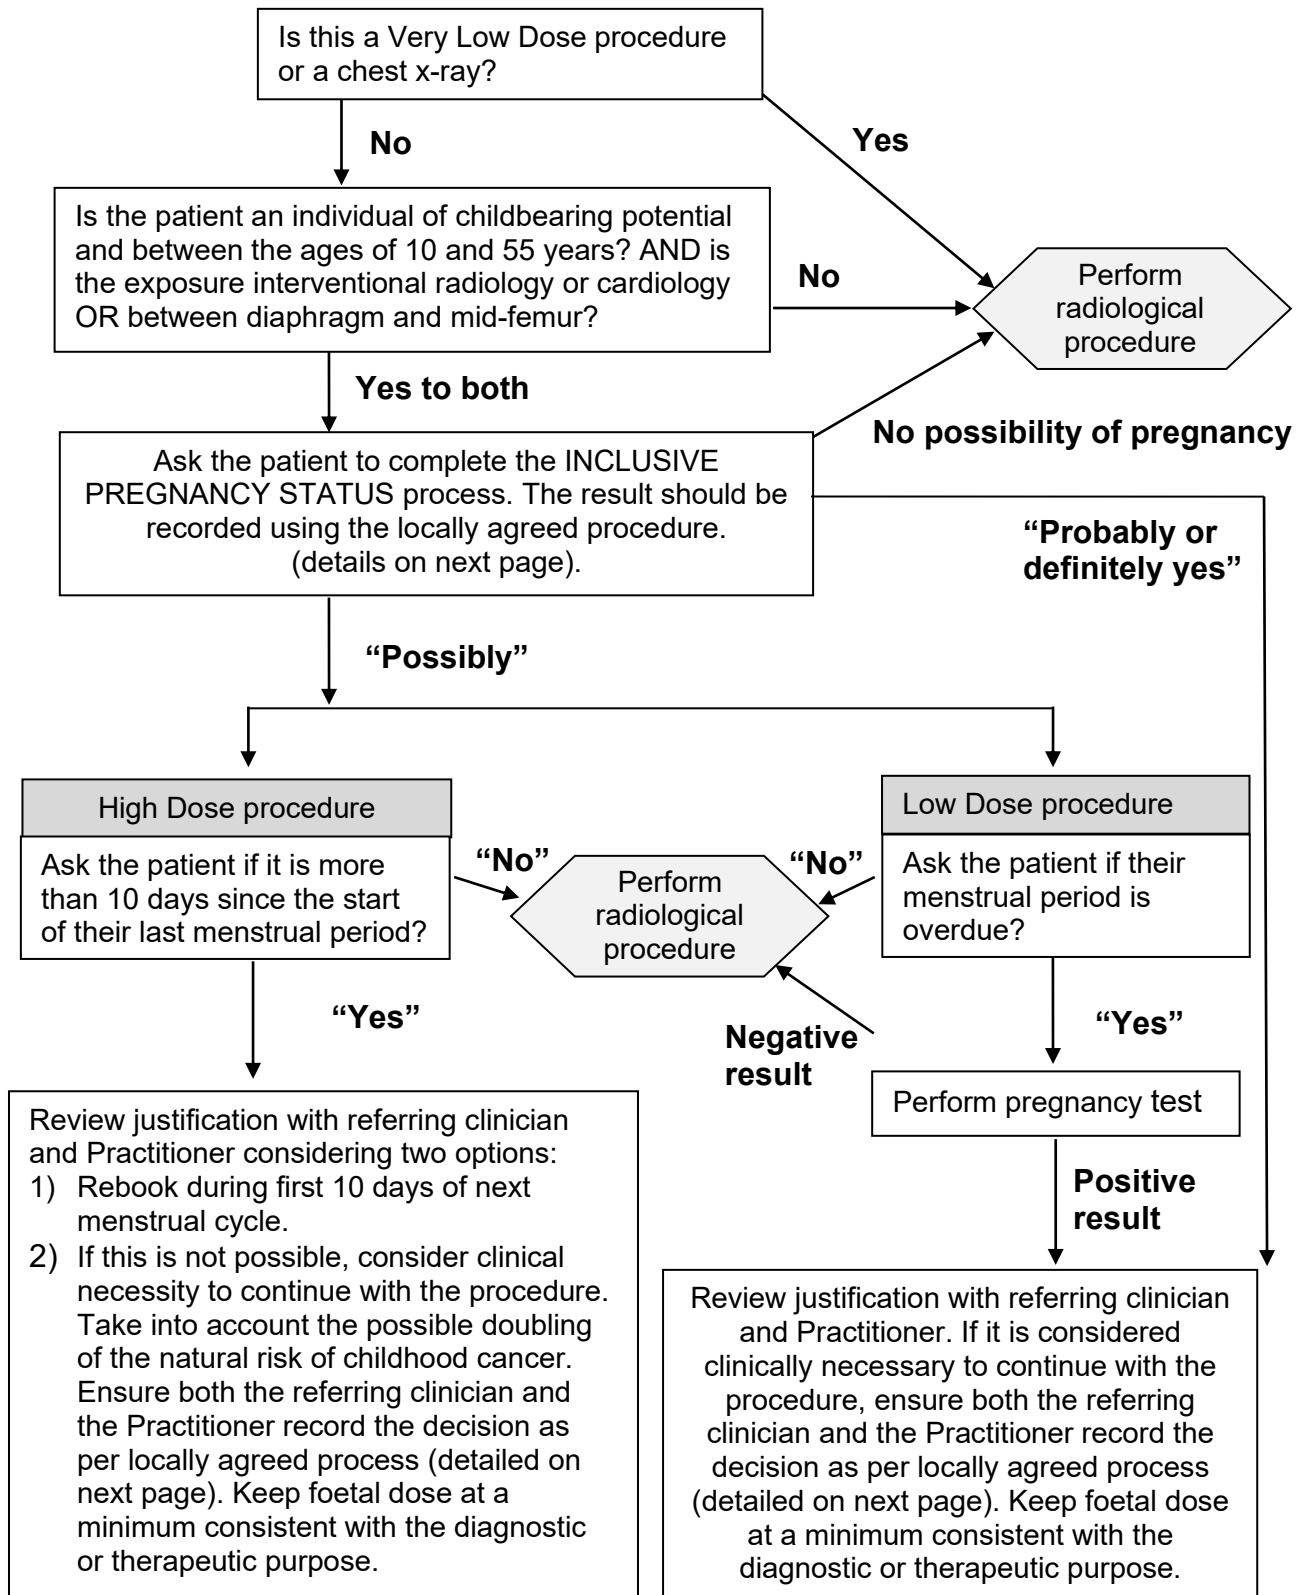 Is this a Very Low Dose procedure
or a chest x-ray?
No
Yes
Is the patient an individual of childbearing potential
and between the ages of 10 and 55 years? AND is
the exposure interventional radiology or cardiology
OR between diaphragm and mid-femur?
No
Perform
radiological
procedure
Yes to both
No possibility of pregnancy
Ask the patient to complete the INCLUSIVE
PREGNANCY STATUS process. The result should be
recorded using the locally agreed procedure.
(details on next page).
“Probably or
definitely yes”
“Possibly”
High Dose procedure
Ask the patient if it is more
than 10 days since the start
of their last menstrual period?
“No”
Perform
radiological
procedure
“No”
Low Dose procedure
Ask the patient if their
menstrual period is
overdue?
“Yes”
Negative
result
“Yes”
Perform pregnancy test
Positive
result
Review justification with referring clinician
and Practitioner considering two options:
1) Rebook during first 10 days of next
menstrual cycle.
2) If this is not possible, consider clinical
necessity to continue with the procedure.
Take into account the possible doubling
of the natural risk of childhood cancer.
Ensure both the referring clinician and
the Practitioner record the decision as
per locally agreed process (detailed on
next page). Keep foetal dose at a
minimum consistent with the diagnostic
or therapeutic purpose.
Review justification with referring clinician
and Practitioner. If it is considered
clinically necessary to continue with the
procedure, ensure both the referring
clinician and the Practitioner record the
decision as per locally agreed process
(detailed on next page). Keep foetal dose
at a minimum consistent with the
diagnostic or therapeutic purpose.